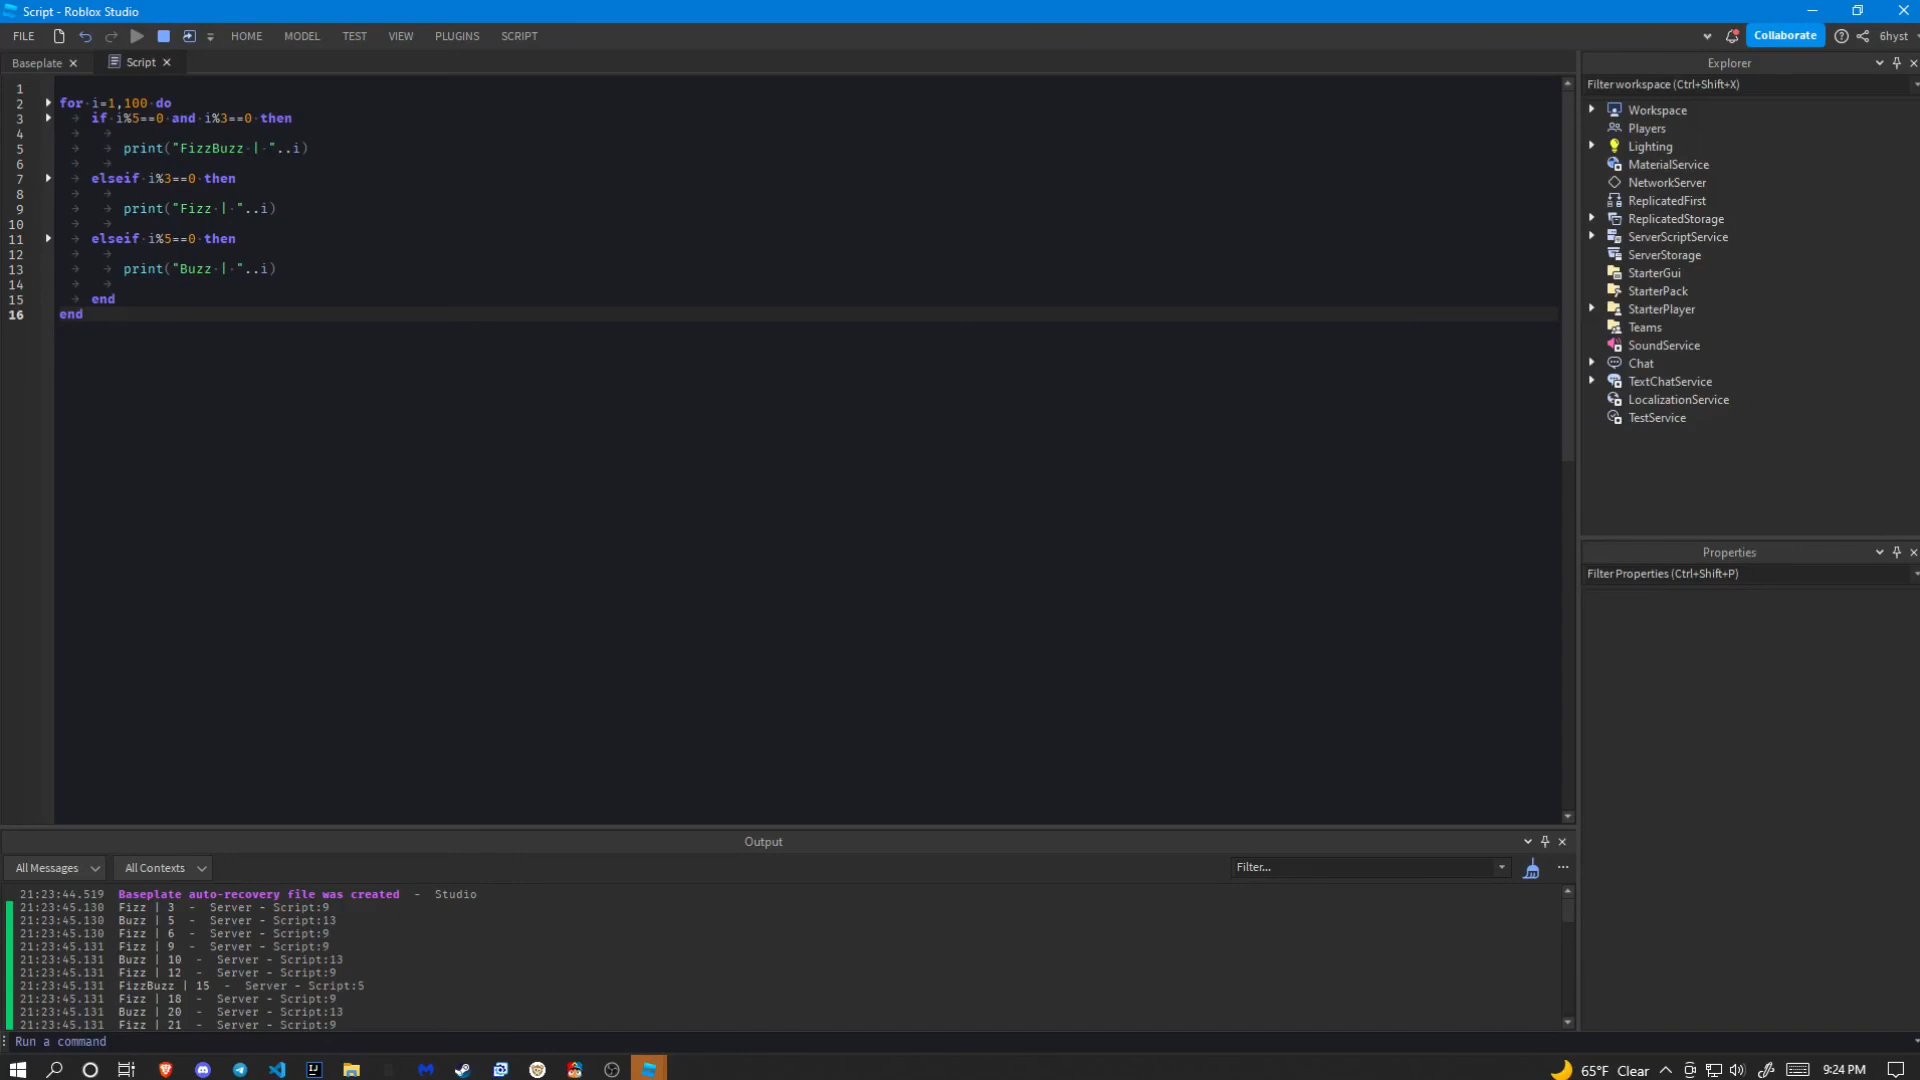 Script - Roblox Studio
FILE HOME MODEL TEST VIEW PLUGINS SCRIPT Collaborate 6hyst
Baseplate Script
1
2 for i=1,100 do
3 if i%5==0 and i%3==0 then
4
5 print("FizzBuzz | "..i)
6
7 elseif i%3==0 then
8
9 print("Fizz | "..i)
10
11 elseif i%5==0 then
12
13 print("Buzz | "..i)
14
15 end
16 end
Explorer
Filter workspace (Ctrl+Shift+X)
Workspace
Players
Lighting
MaterialService
NetworkServer
ReplicatedFirst
ReplicatedStorage
ServerScriptService
ServerStorage
StarterGui
StarterPack
StarterPlayer
Teams
SoundService
Chat
TextChatService
LocalizationService
TestService
Properties
Filter Properties (Ctrl+Shift+P)
Output
All Messages All Contexts Filter...
21:23:44.519 Baseplate auto-recovery file was created - Studio
21:23:45.130 Fizz | 3 - Server - Script:9
21:23:45.130 Buzz | 5 - Server - Script:13
21:23:45.130 Fizz | 6 - Server - Script:9
21:23:45.131 Fizz | 9 - Server - Script:9
21:23:45.131 Buzz | 10 - Server - Script:13
21:23:45.131 Fizz | 12 - Server - Script:9
21:23:45.131 FizzBuzz | 15 - Server - Script:5
21:23:45.131 Fizz | 18 - Server - Script:9
21:23:45.131 Buzz | 20 - Server - Script:13
21:23:45.131 Fizz | 21 - Server - Script:9
Run a command
65°F Clear 9:24 PM